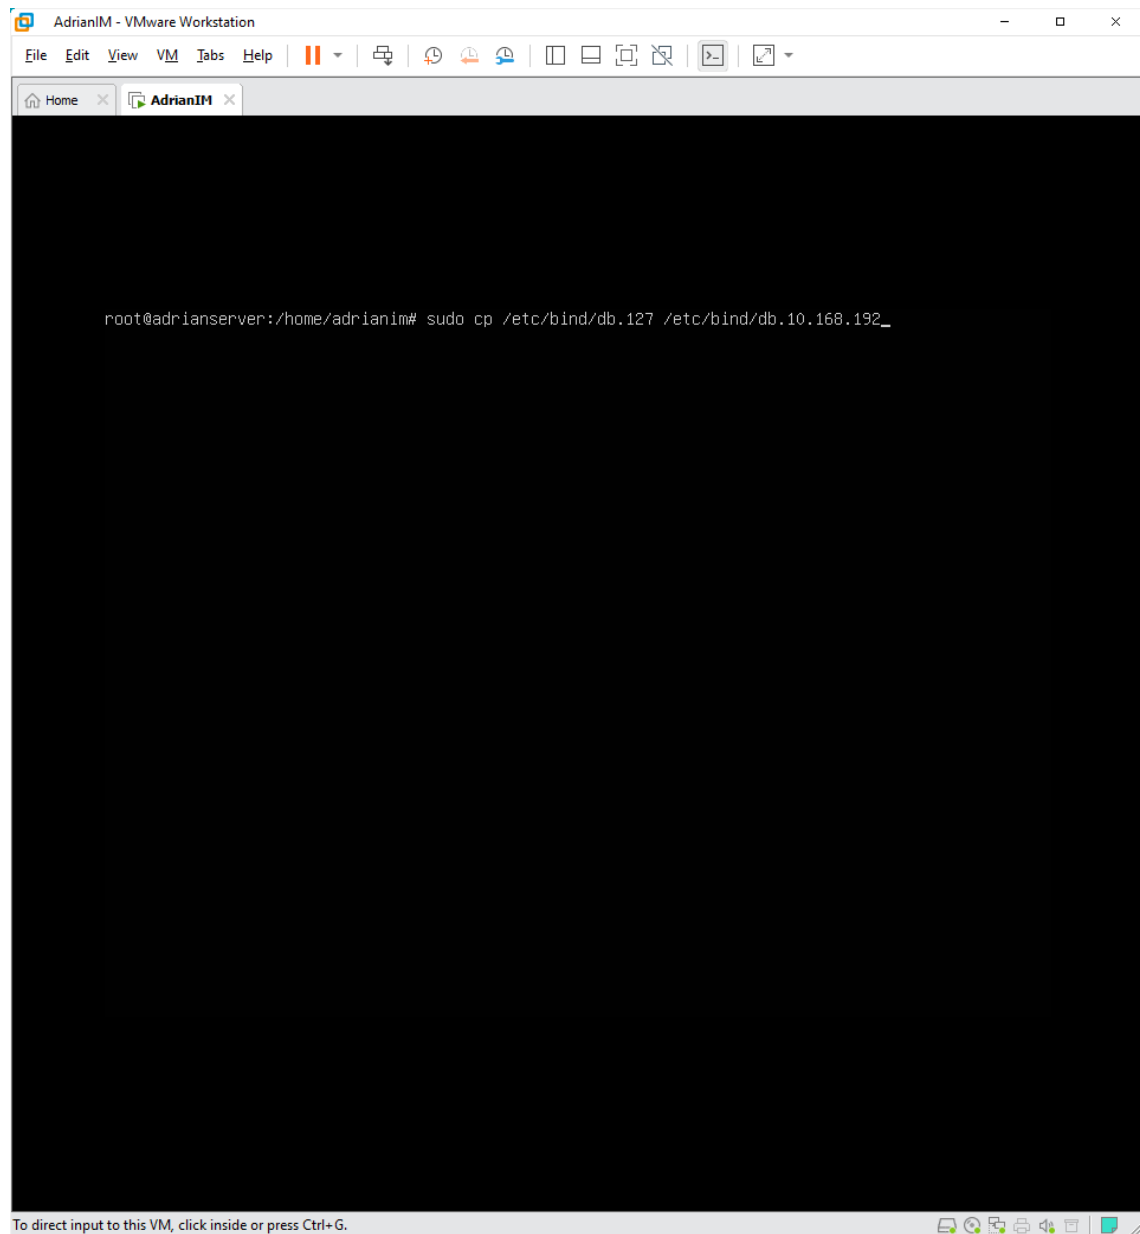 AdrianIM - VMware Workstation
File Edit View VM Tabs Help
Home AdrianIM
root@adrianserver:/home/adrianim# sudo cp /etc/bind/db.127 /etc/bind/db.10.168.192_
To direct input to this VM, click inside or press Ctrl+G.